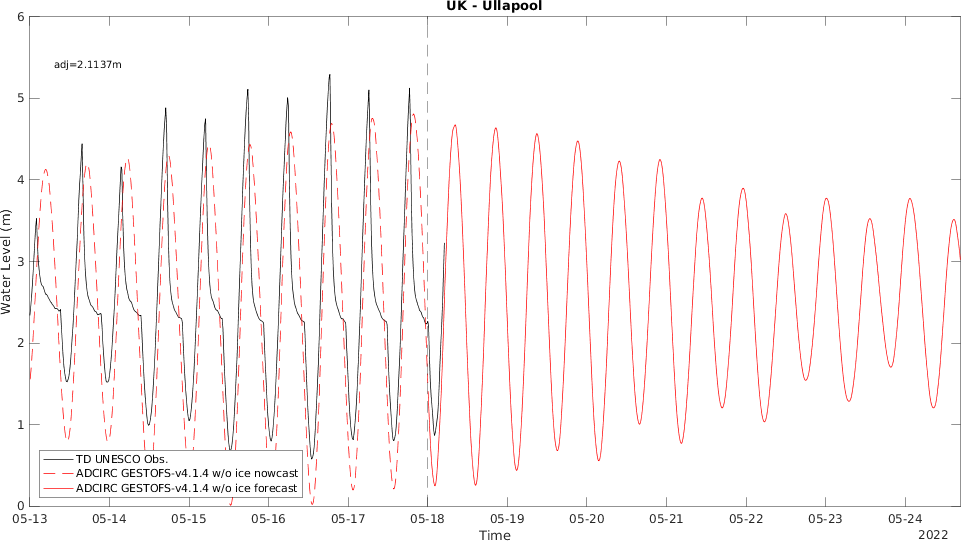 UK - Ullapool
adj=2.1137m
6
5
4
3
2
1
0
Water Level (m)
TD UNESCO Obs.
ADCIRC GESTOFS-v4.1.4 w/o ice nowcast
ADCIRC GESTOFS-v4.1.4 w/o ice forecast
05-13 05-14 05-15 05-16 05-17 05-18 05-19 05-20 05-21 05-22 05-23 05-24
Time
2022